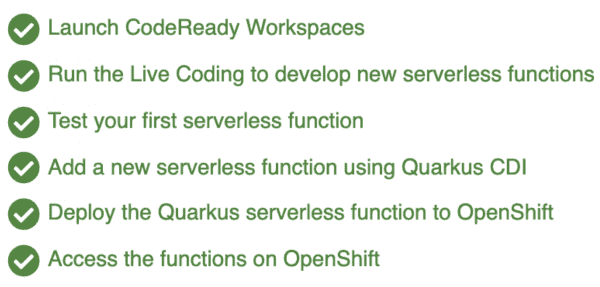 Launch CodeReady Workspaces
Run the Live Coding to develop new serverless functions
Test your first serverless function
Add a new serverless function using Quarkus CDI
Deploy the Quarkus serverless function to OpenShift
Access the functions on OpenShift